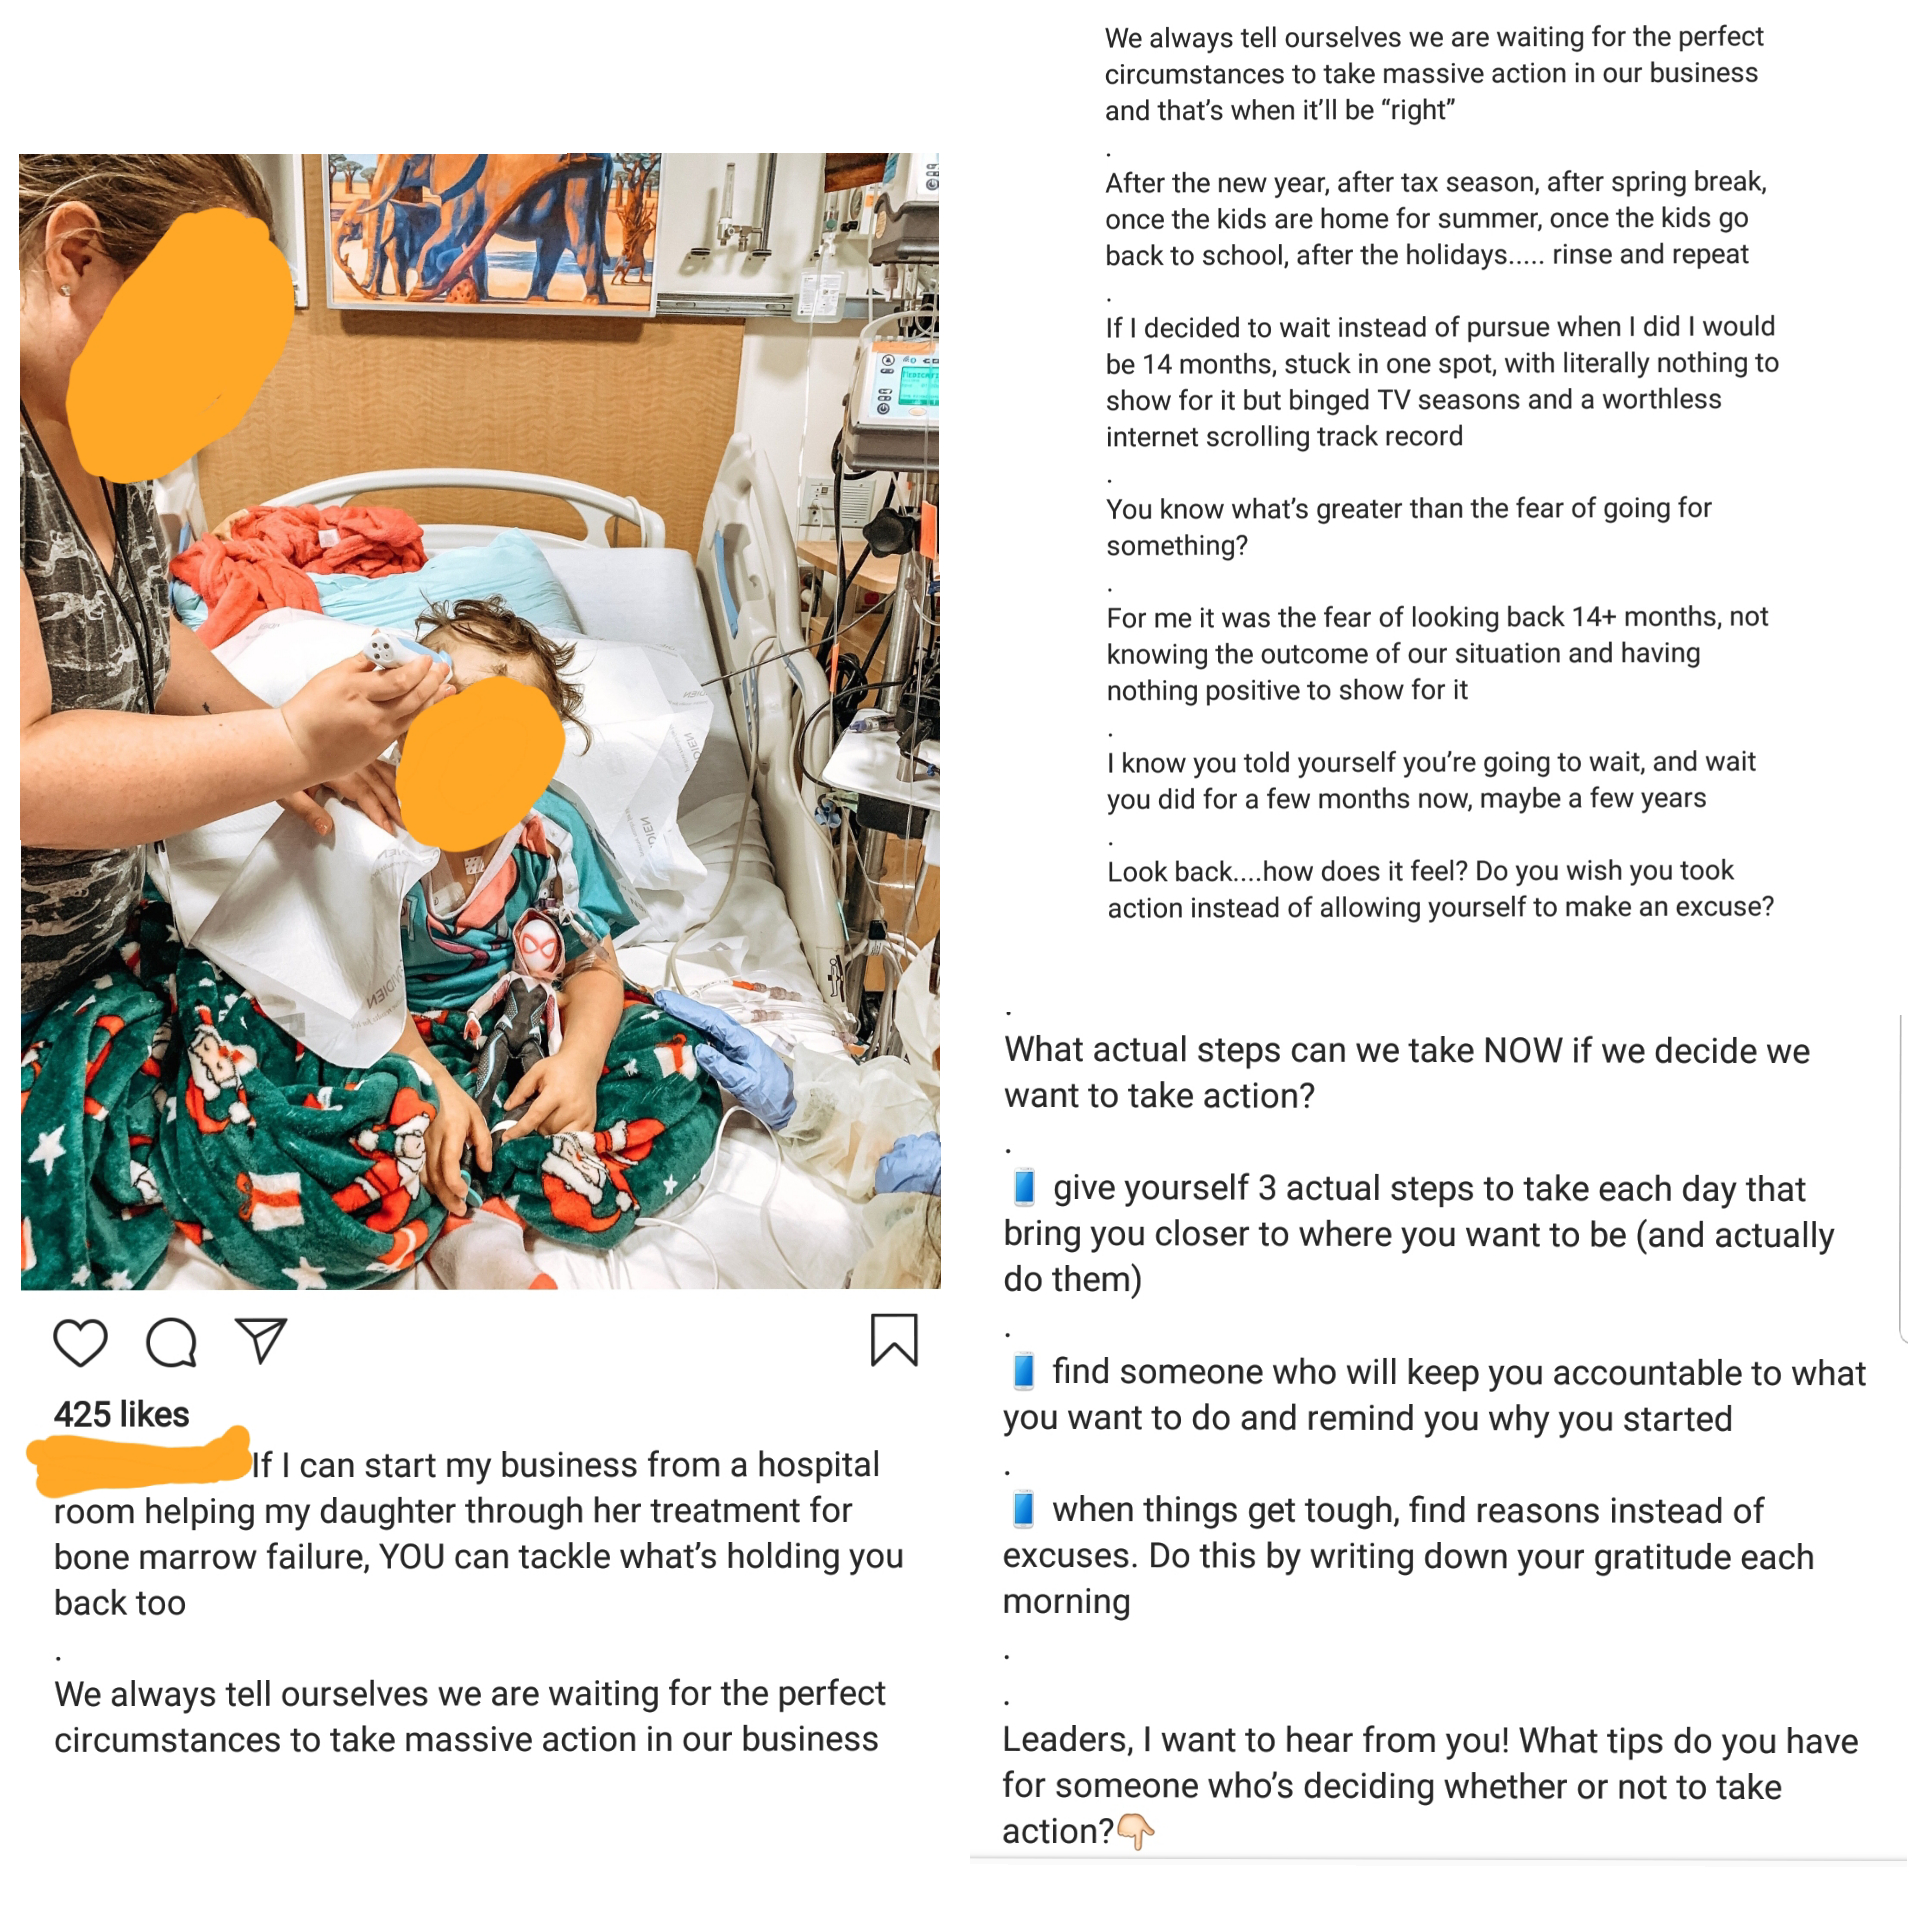 425 likes
If I can start my business from a hospital
room helping my daughter through her treatment for
bone marrow failure, YOU can tackle what's holding you
back too
.
We always tell ourselves we are waiting for the perfect
circumstances to take massive action in our business
We always tell ourselves we are waiting for the perfect
circumstances to take massive action in our business
and that's when it'll be “right”
.
After the new year, after tax season, after spring break,
once the kids are home for summer, once the kids go
back to school, after the holidays..... rinse and repeat
.
If I decided to wait instead of pursue when I did I would
be 14 months, stuck in one spot, with literally nothing to
show for it but binged TV seasons and a worthless
internet scrolling track record
.
You know what's greater than the fear of going for
something?
.
For me it was the fear of looking back 14+ months, not
knowing the outcome of our situation and having
nothing positive to show for it
.
I know you told yourself you're going to wait, and wait
you did for a few months now, maybe a few years
.
Look back....how does it feel? Do you wish you took
action instead of allowing yourself to make an excuse?
.
What actual steps can we take NOW if we decide we
want to take action?
.
📱 give yourself 3 actual steps to take each day that
bring you closer to where you want to be (and actually
do them)
.
📱 find someone who will keep you accountable to what
you want to do and remind you why you started
.
📱 when things get tough, find reasons instead of
excuses. Do this by writing down your gratitude each
morning
.
.
Leaders, I want to hear from you! What tips do you have
for someone who's deciding whether or not to take
action?👇🏻